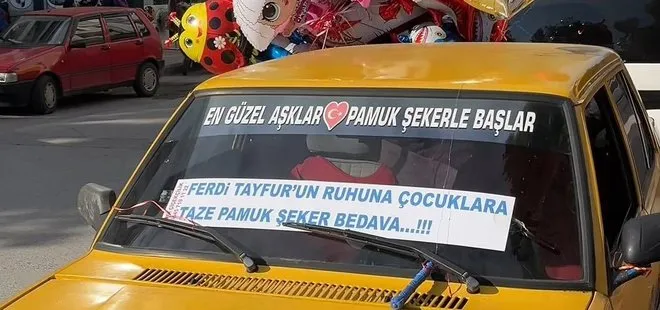 EN GÜZEL AŞKLAR PAMUK ŞEKERLE BAŞLAR
FERDİ TAYFUR'UN RUHUNA ÇOCUKLARA
TAZE PAMUK ŞEKER BEDAVA....!!!